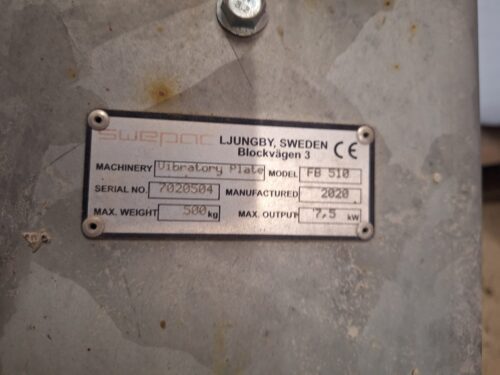 swepac LJUNGBY, SWEDEN CE
Blockvägen 3
MACHINERY Vibratory Plate MODEL FB 510
SERIAL NO. 7020504 MANUFACTURED 2020
MAX. WEIGHT 500 kg MAX. OUTPUT 7,5 kW